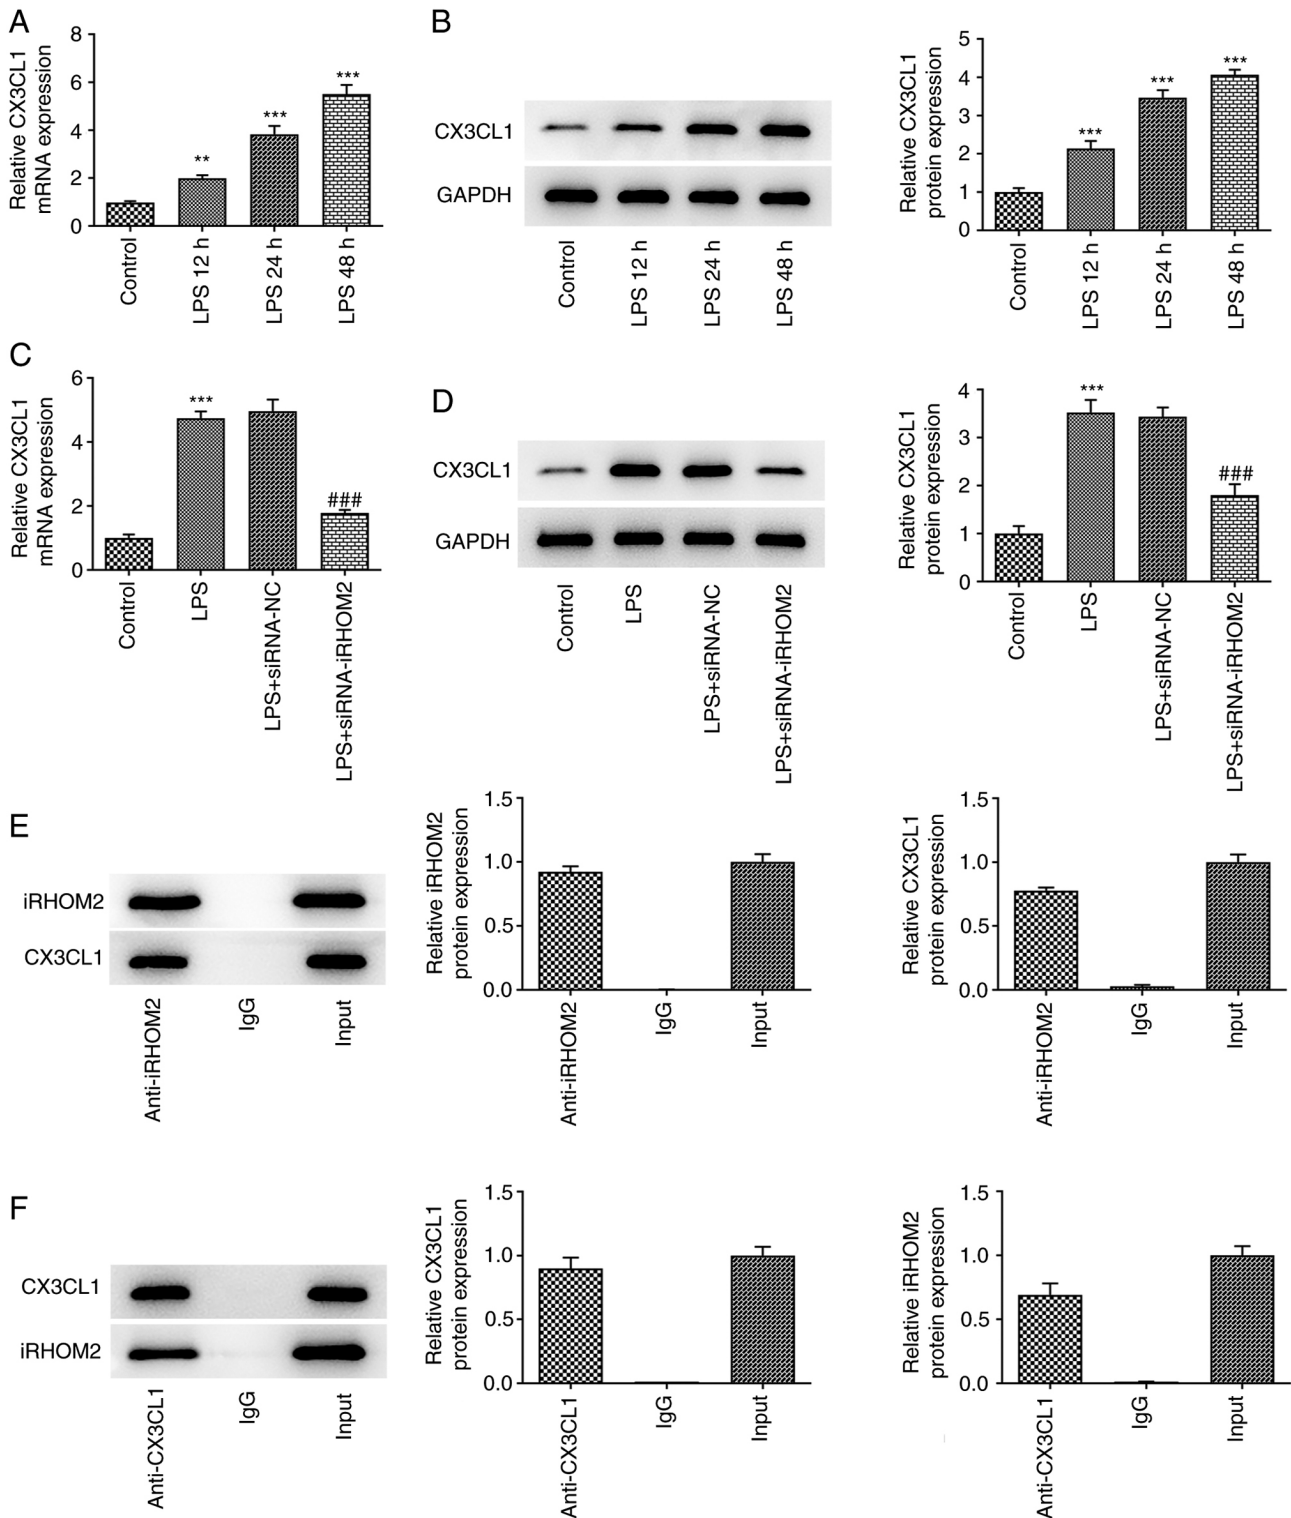 A
Relative CX3CL1
mRNA expression
8
6
4
2
0
**
***
***
Control
LPS 12 h
LPS 24 h
LPS 48 h
B
CX3CL1
GAPDH
Control
LPS 12 h
LPS 24 h
LPS 48 h
Relative CX3CL1
protein expression
5
4
3
2
1
0
***
***
***
Control
LPS 12 h
LPS 24 h
LPS 48 h
C
Relative CX3CL1
mRNA expression
6
4
2
0
***
###
Control
LPS
LPS+siRNA-NC
LPS+siRNA-iRHOM2
D
CX3CL1
GAPDH
Control
LPS
LPS+siRNA-NC
LPS+siRNA-iRHOM2
Relative CX3CL1
protein expression
4
3
2
1
0
***
###
Control
LPS
LPS+siRNA-NC
LPS+siRNA-iRHOM2
E
iRHOM2
CX3CL1
Anti-iRHOM2
IgG
Input
Relative iRHOM2
protein expression
1.5
1.0
0.5
0.0
Anti-iRHOM2
IgG
Input
Relative CX3CL1
protein expression
1.5
1.0
0.5
0.0
Anti-iRHOM2
IgG
Input
F
CX3CL1
iRHOM2
Anti-CX3CL1
IgG
Input
Relative CX3CL1
protein expression
1.5
1.0
0.5
0.0
Anti-CX3CL1
IgG
Input
Relative iRHOM2
protein expression
1.5
1.0
0.5
0.0
Anti-CX3CL1
IgG
Input